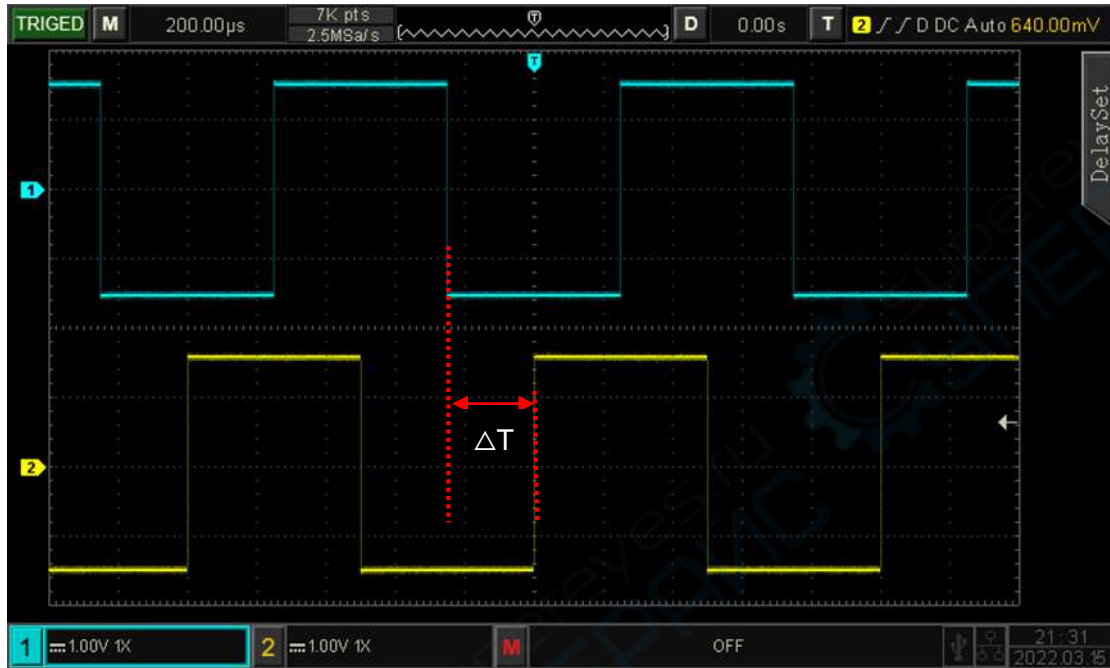 TRIGED M 200.00μs 7K pts 2.5MSa/s T D 0.00s T 2 D DC Auto 640.00mV
T
DelaySet
1
△T
2
1 1.00V 1X 2 1.00V 1X M OFF 21:31 2022.03.15